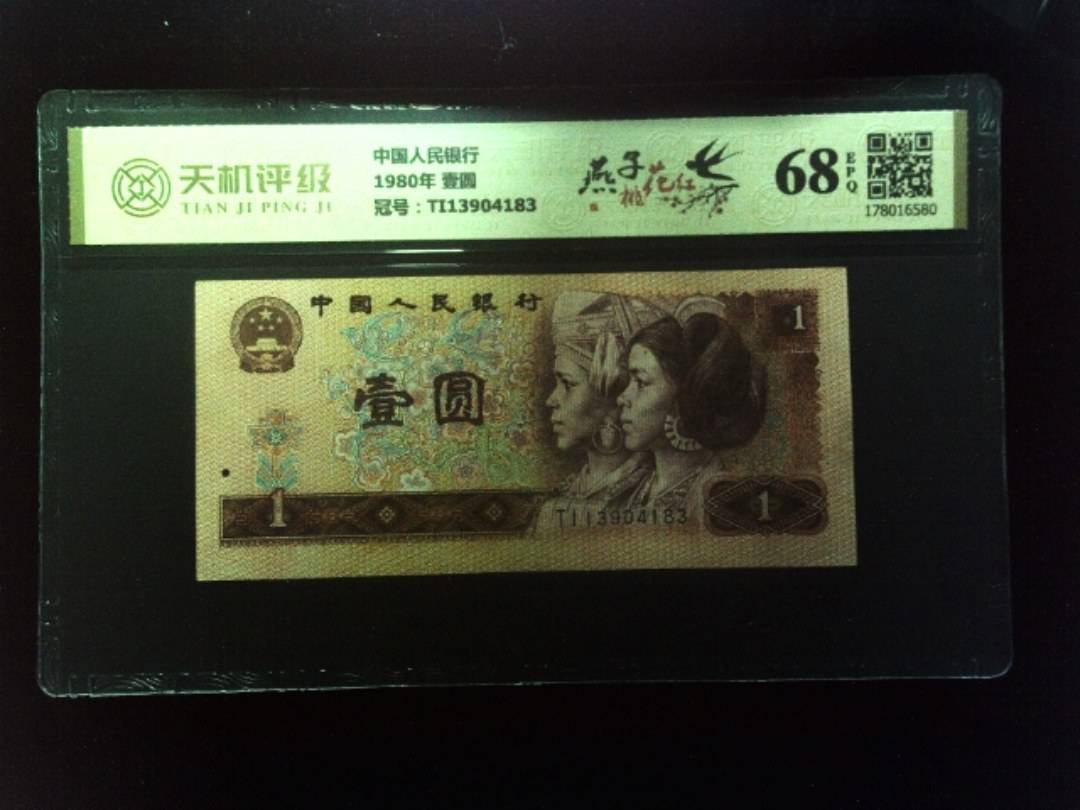 天机评级
TIAN JI PING JI
中国人民银行
1980年 壹圆
冠号：TI13904183
燕子
桃花红
68
EPQ
178016580
中國人民銀行
1
壹圆
1
TI13904183
1